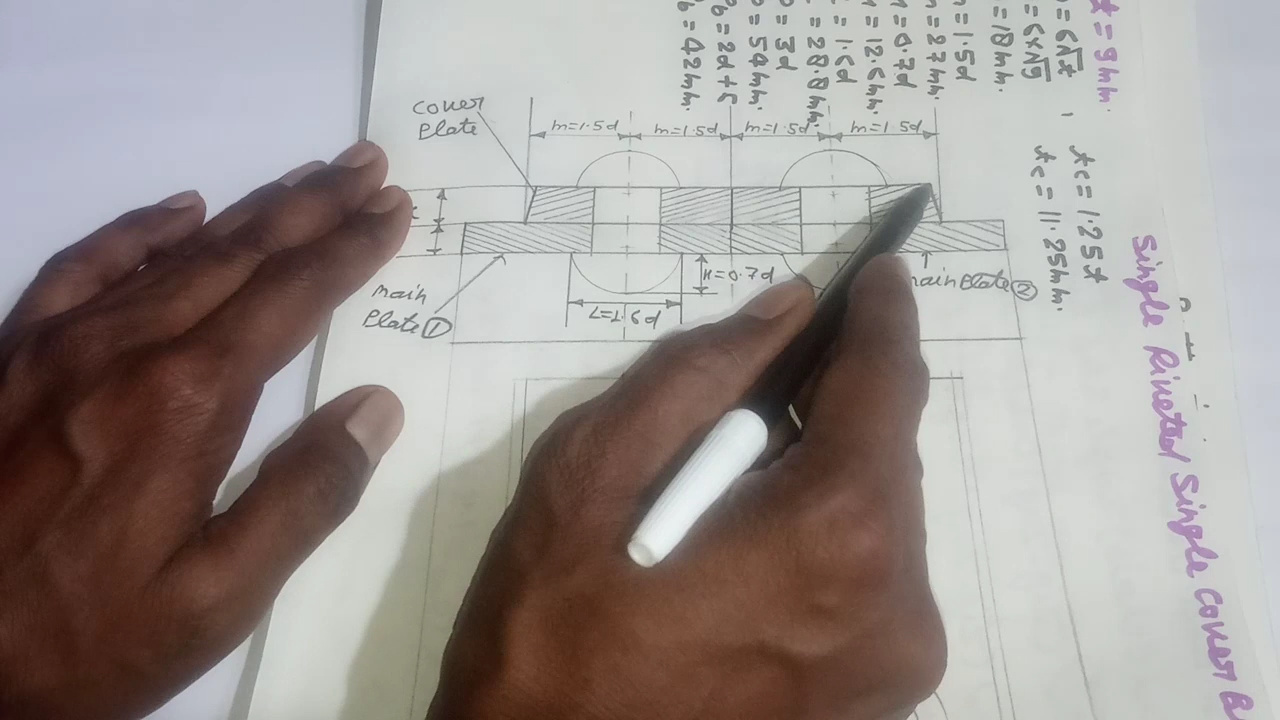 Single Riveted Single Cover B
t = 9mm.
= 6√t , tc = 1.25t
= 6×√9 tc = 11.25mm.
= 18mm.
= 1.5d
= 27mm.
= 0.7d
= 12.6mm.
= 1.6d
= 28.8mm.
= 3d
= 54mm.
= 2d + 5
= 42mm.
Cover
Plate
m=1.5d m=1.5d m=1.5d m=1.5d
H=0.7d
L=1.6d
main
Plate ①
main Plate ②